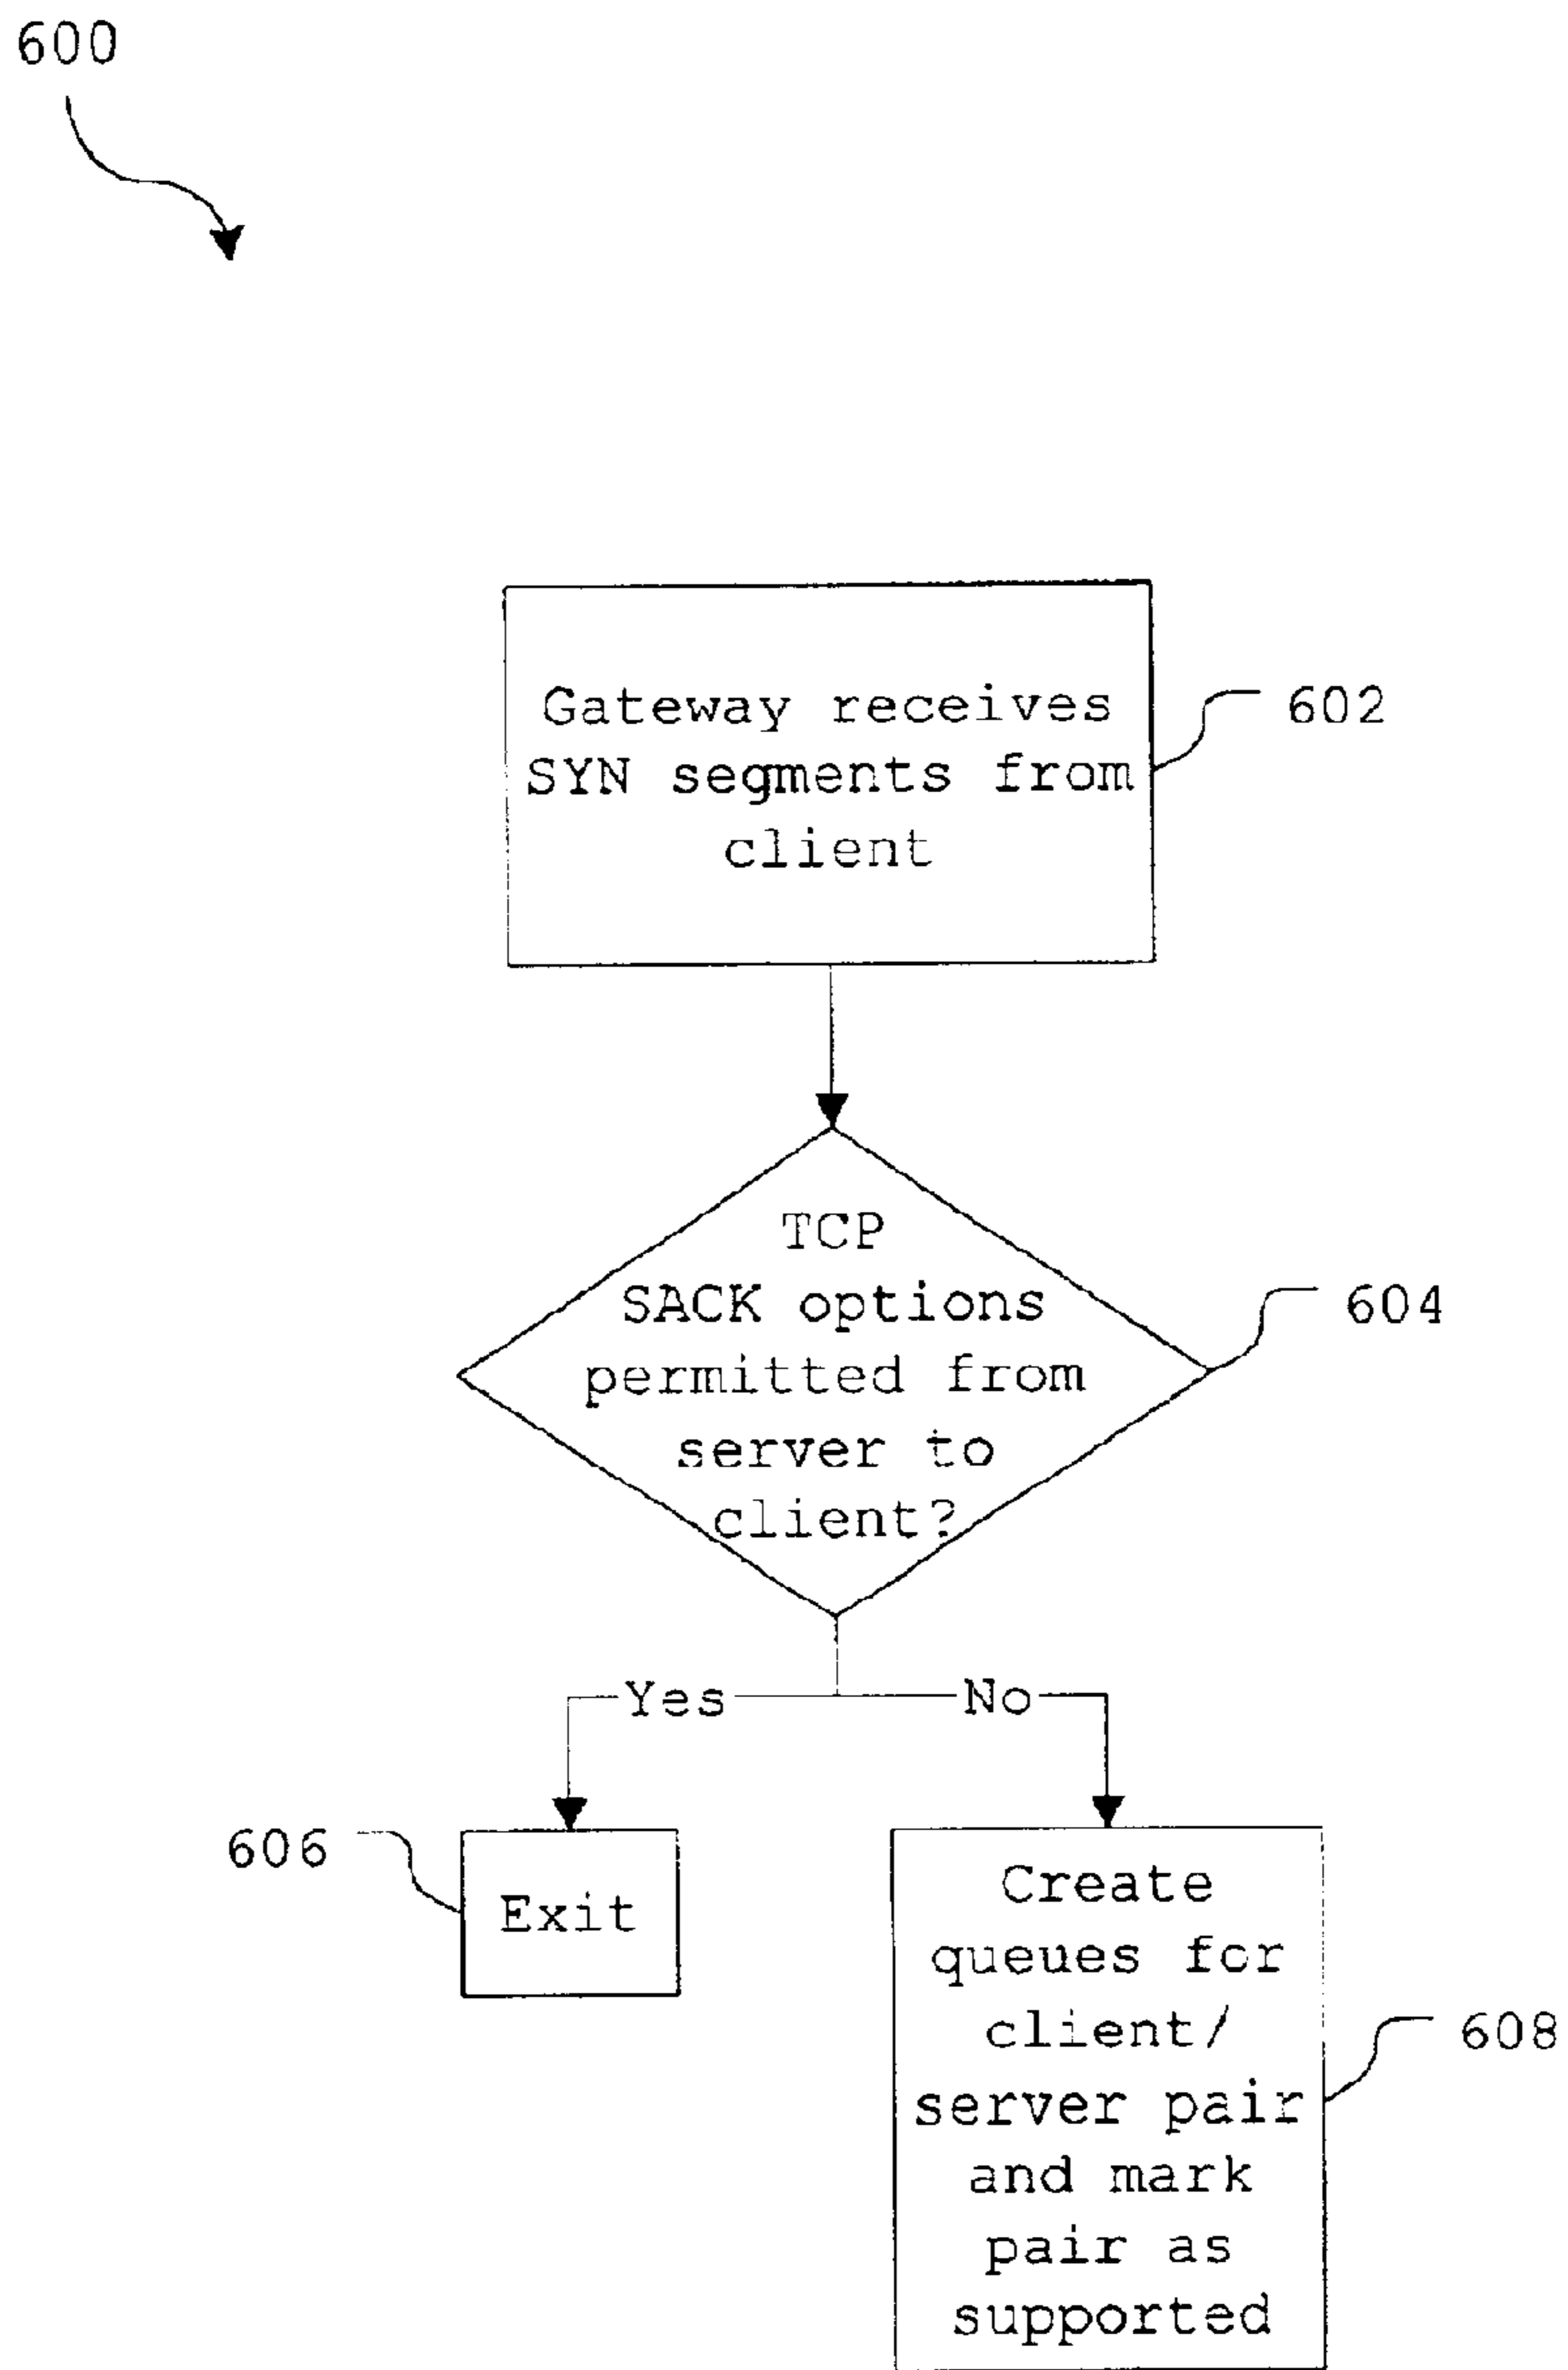 600
Gateway receives
SYN segments from
client
602
TCP
SACK options
permitted from
server to
client?
604
Yes
No
606
Exit
Create
queues for
client/
server pair
and mark
pair as
supported
608